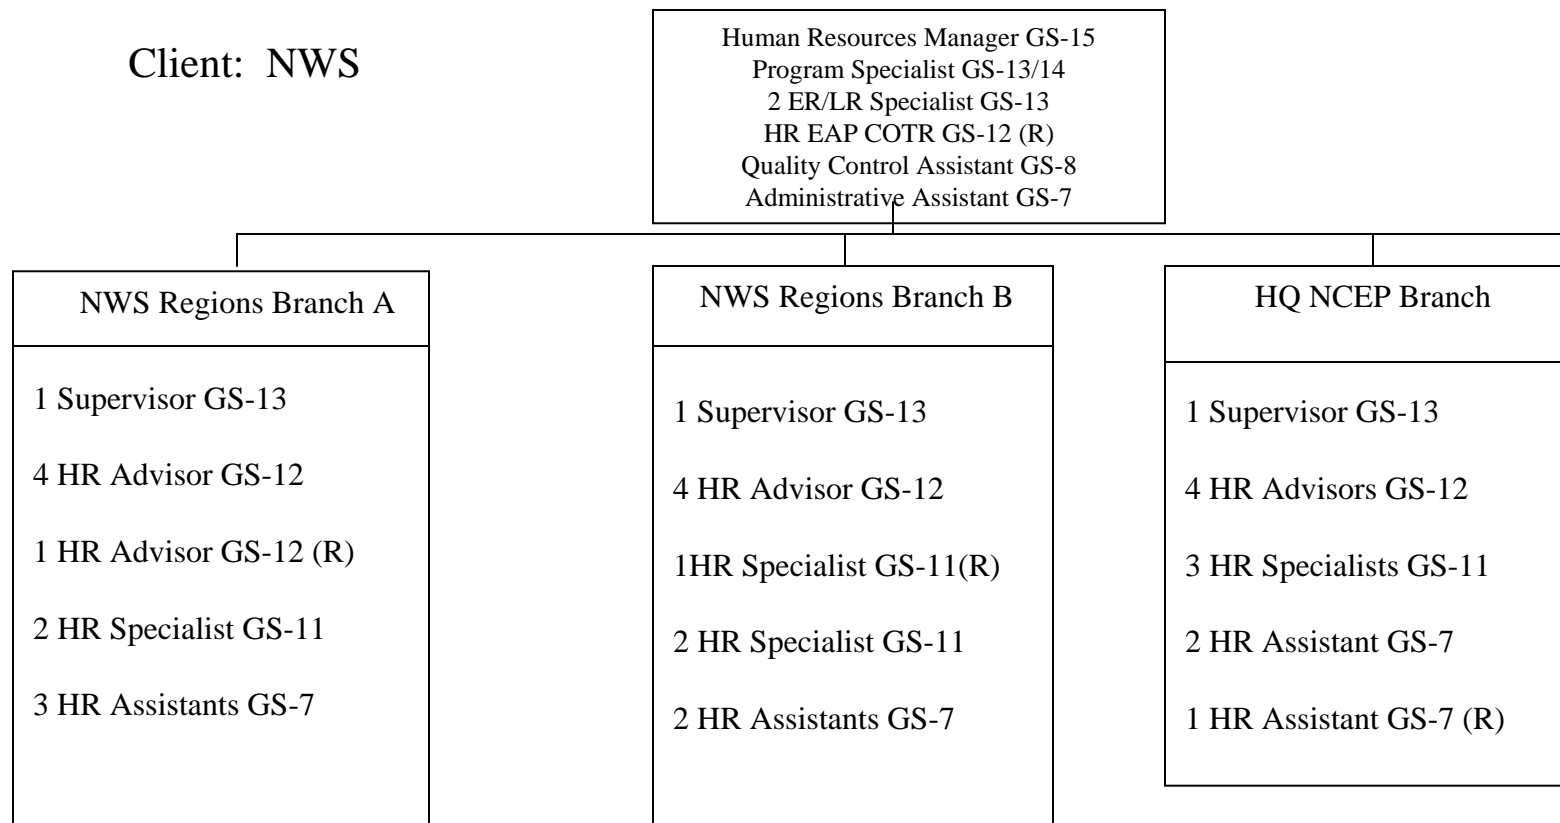 Client: NWS
Human Resources Manager GS-15
Program Specialist GS-13/14
2 ER/LR Specialist GS-13
HR EAP COTR GS-12 (R)
Quality Control Assistant GS-8
Administrative Assistant GS-7
NWS Regions Branch A
1 Supervisor GS-13
4 HR Advisor GS-12
1 HR Advisor GS-12 (R)
2 HR Specialist GS-11
3 HR Assistants GS-7
NWS Regions Branch B
1 Supervisor GS-13
4 HR Advisor GS-12
1HR Specialist GS-11(R)
2 HR Specialist GS-11
2 HR Assistants GS-7
HQ NCEP Branch
1 Supervisor GS-13
4 HR Advisors GS-12
3 HR Specialists GS-11
2 HR Assistant GS-7
1 HR Assistant GS-7 (R)